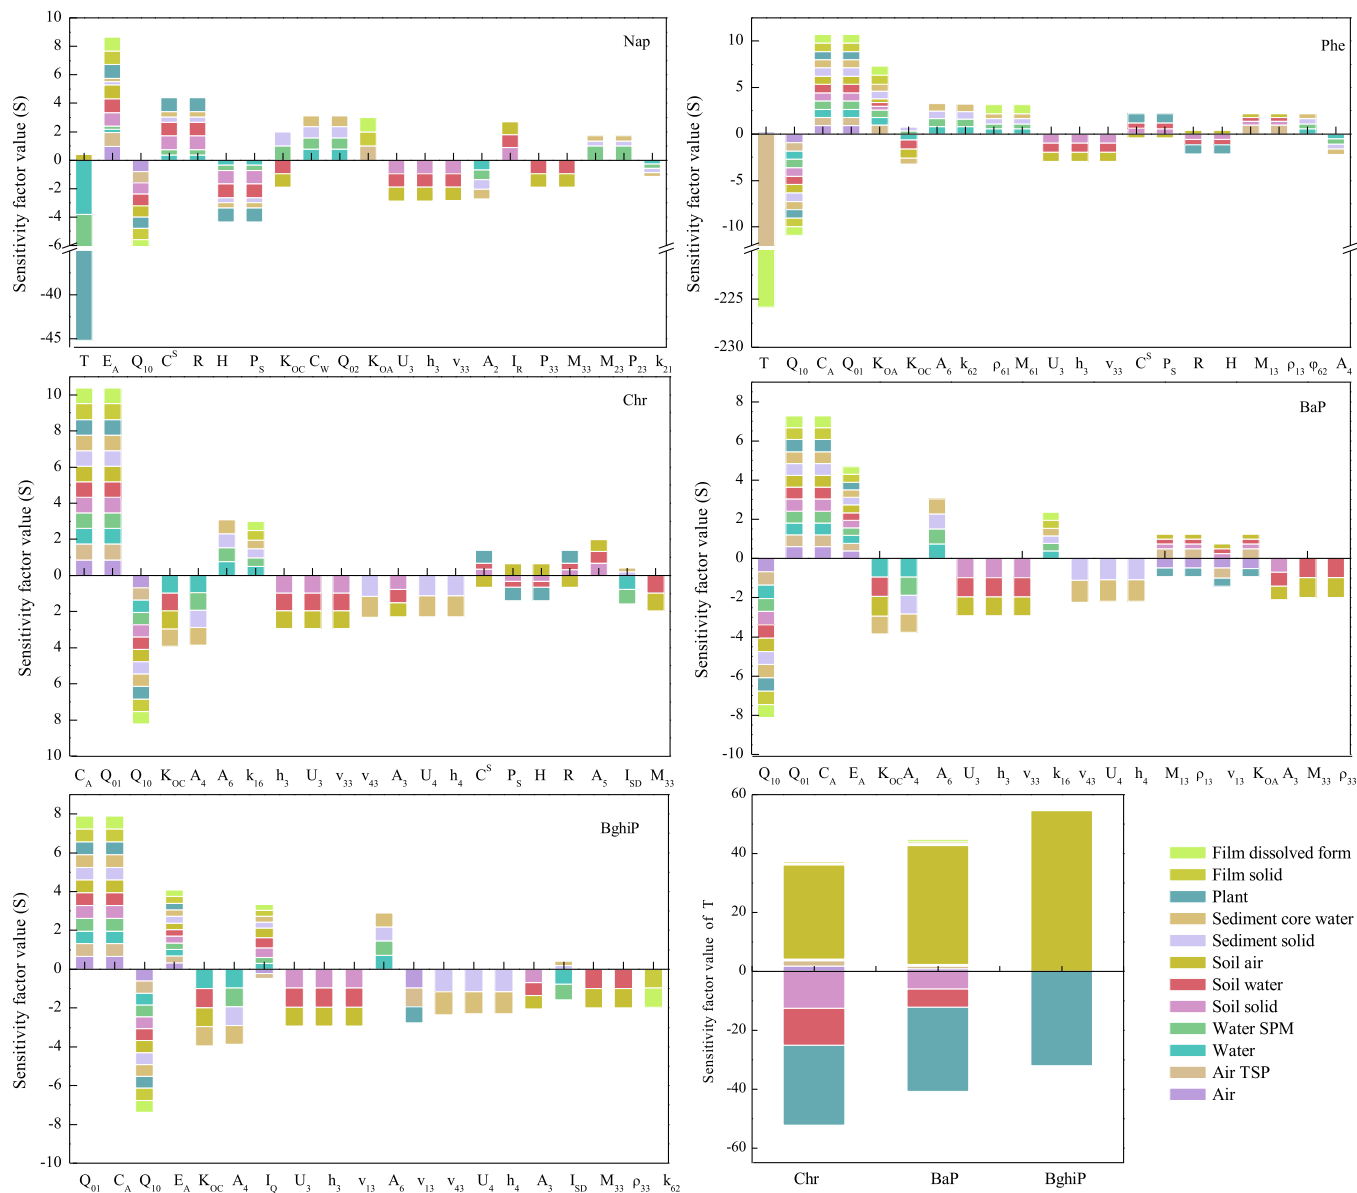 Nap
Sensitivity factor value (S)
10
8
6
4
2
0
-2
-4
-6
-40
-45
T E_A Q_10 C^S R H P_S K_OC C_W Q_02 K_OA U_3 h_3 v_33 A_2 I_R P_33 M_33 M_23 P_23 k_21
Phe
Sensitivity factor value (S)
10
5
0
-5
-10
-225
-230
T Q_10 C_A Q_01 K_OA K_OC A_6 k_62 ρ_61 M_61 U_3 h_3 v_33 C^S P_S R H M_13 ρ_13 φ_62 A_4
Chr
Sensitivity factor value (S)
10
8
6
4
2
0
2
4
6
8
10
C_A Q_01 Q_10 K_OC A_4 A_6 k_16 h_3 U_3 v_33 v_43 A_3 U_4 h_4 C^S P_S H R A_5 I_SD M_33
BaP
Sensitivity factor value (S)
8
6
4
2
0
-2
-4
-6
-8
-10
Q_10 Q_01 C_A E_A K_OC A_4 A_6 U_3 h_3 v_33 k_16 v_43 U_4 h_4 M_13 ρ_13 v_13 K_OA A_3 M_33 ρ_33
BghiP
Sensitivity factor value (S)
8
6
4
2
0
-2
-4
-6
-8
-10
Q_01 C_A Q_10 E_A K_OC A_4 I_Q U_3 h_3 v_13 A_6 v_13 v_43 U_4 h_4 A_3 I_SD M_33 ρ_33 k_62
Sensitivity factor value of T
60
40
20
0
-20
-40
-60
Chr BaP BghiP
Film dissolved form
Film solid
Plant
Sediment core water
Sediment solid
Soil air
Soil water
Soil solid
Water SPM
Water
Air TSP
Air